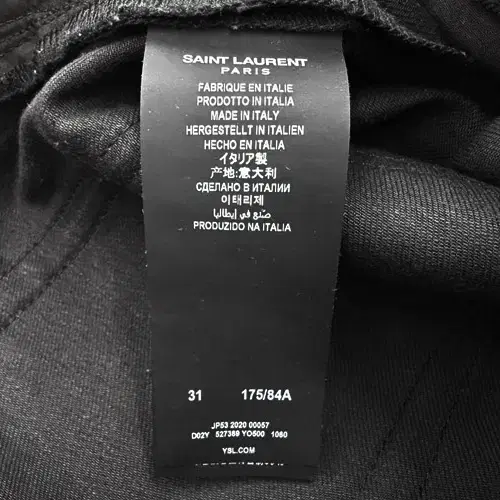 SAINT LAURENT
PARIS
FABRIQUE EN ITALIE
PRODOTTO IN ITALIA
MADE IN ITALY
HERGESTELLT IN ITALIEN
HECHO EN ITALIA
イタリア製
产地:意大利
СДЕЛАНО В ИТАЛИИ
이태리제
صنع في إيطاليا
PRODUZIDO NA ITALIA
31 175/84A
JP53 2020 00057
D02Y 527389 YO500 1060
YSL.COM